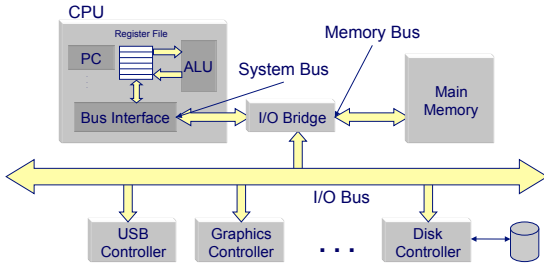 CPU
Register File
PC
ALU
Memory Bus
System Bus
Bus Interface
I/O Bridge
Main
Memory
I/O Bus
USB
Controller
Graphics
Controller
. . .
Disk
Controller